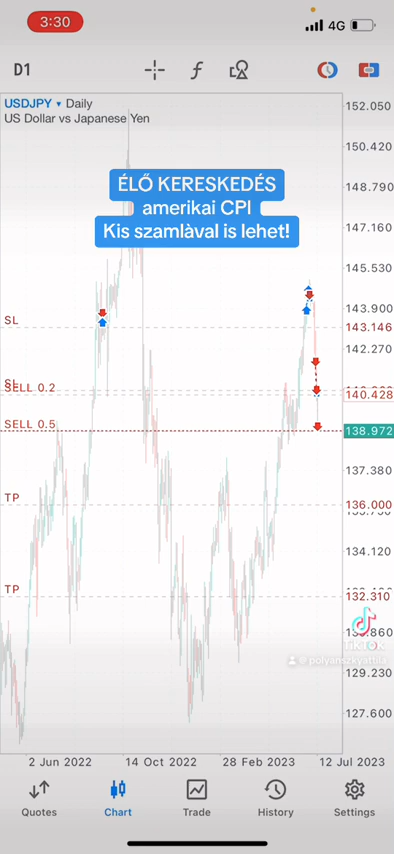 3:30
4G
D1
USDJPY Daily
US Dollar vs Japanese Yen
152.050
150.420
148.790
ÉLŐ KERESKEDÉS
amerikai CPI
Kis szamlàval is lehet!
147.160
145.530
143.900
SL
143.146
142.270
SL
SELL 0.2
140.428
SELL 0.5
138.972
137.380
TP
136.000
134.120
TP
132.310
TikTok
129.230
127.600
2 Jun 2022
14 Oct 2022
28 Feb 2023
12 Jul 2023
Quotes
Chart
Trade
History
Settings